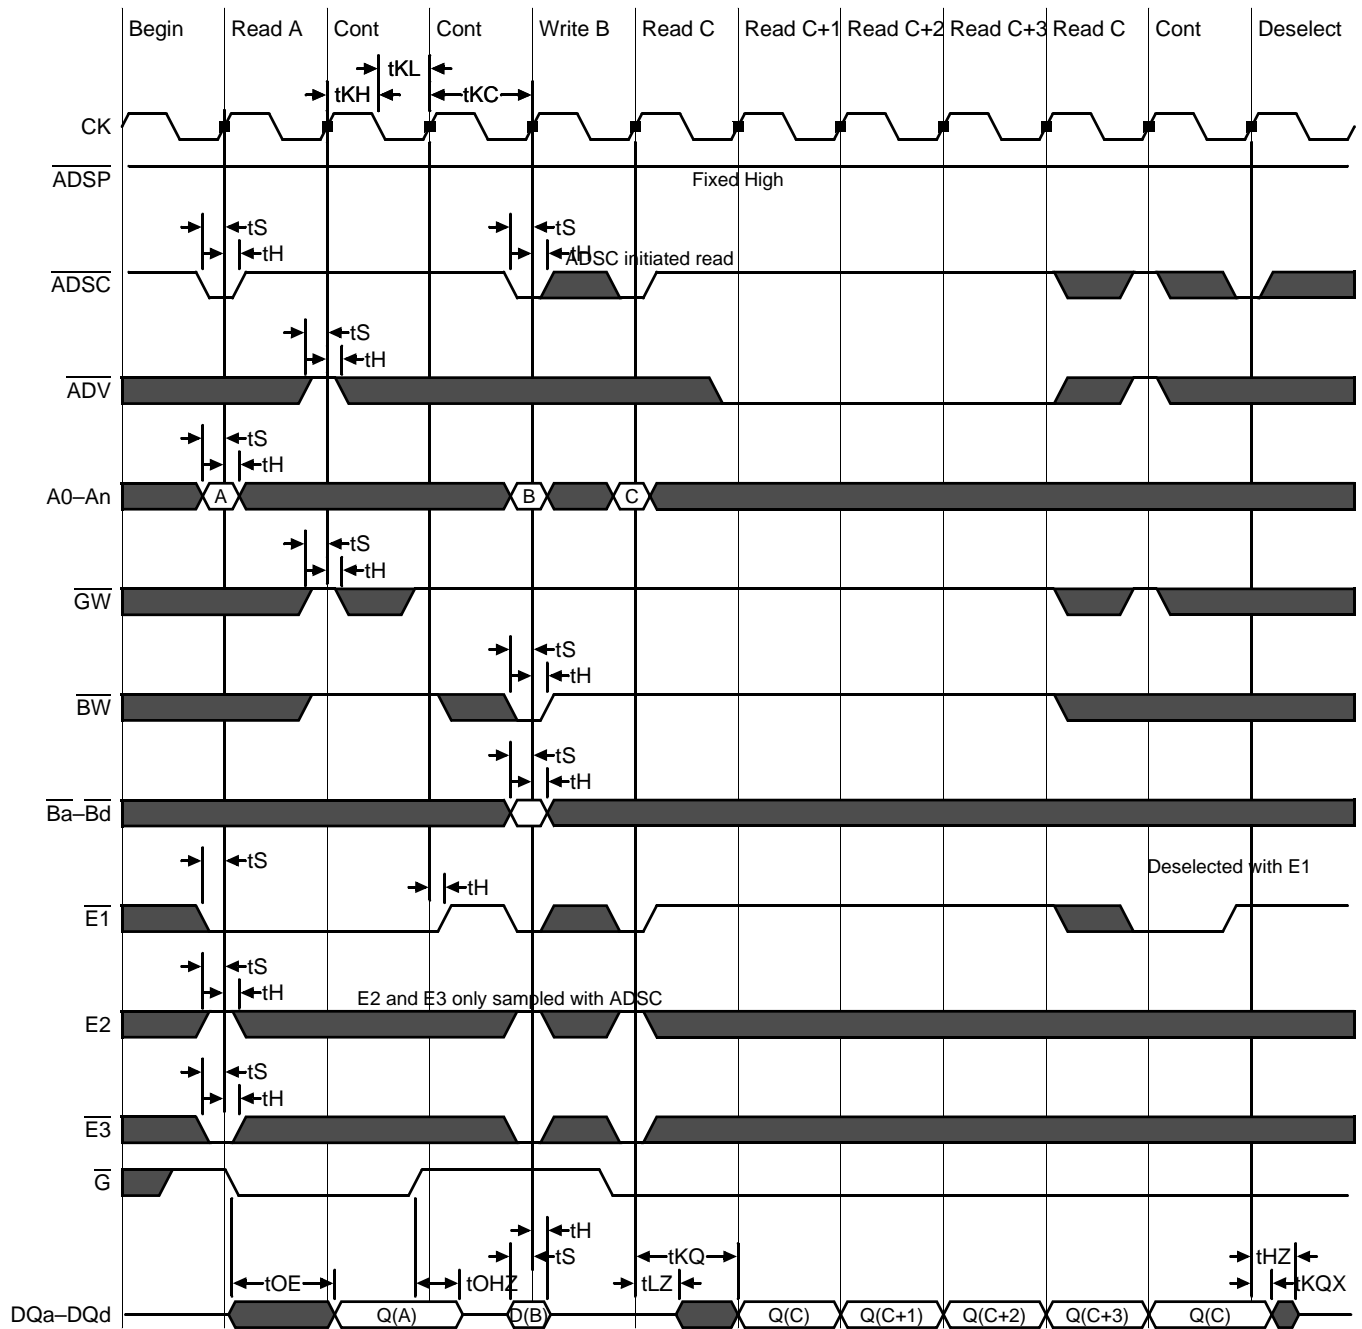 Begin Read A Cont Cont Write B Read C Read C+1 Read C+2 Read C+3 Read C Cont Deselect
tKL
tKH tKC
CK
ADSP Fixed High
tS tS
tH tH
ADSC initiated read
ADSC
tS
tH
ADV
tS
tH
A0–An A B C
tS
tH
GW
tS
tH
BW
tS
tH
Ba–Bd
tS Deselected with E1
tH
E1
tS
tH
E2 and E3 only sampled with ADSC
E2
tS
tH
E3
G
tH
tS tKQ tHZ
tOE tOHZ tLZ tKQX
DQa–DQd Q(A) D(B) Q(C) Q(C+1) Q(C+2) Q(C+3) Q(C)